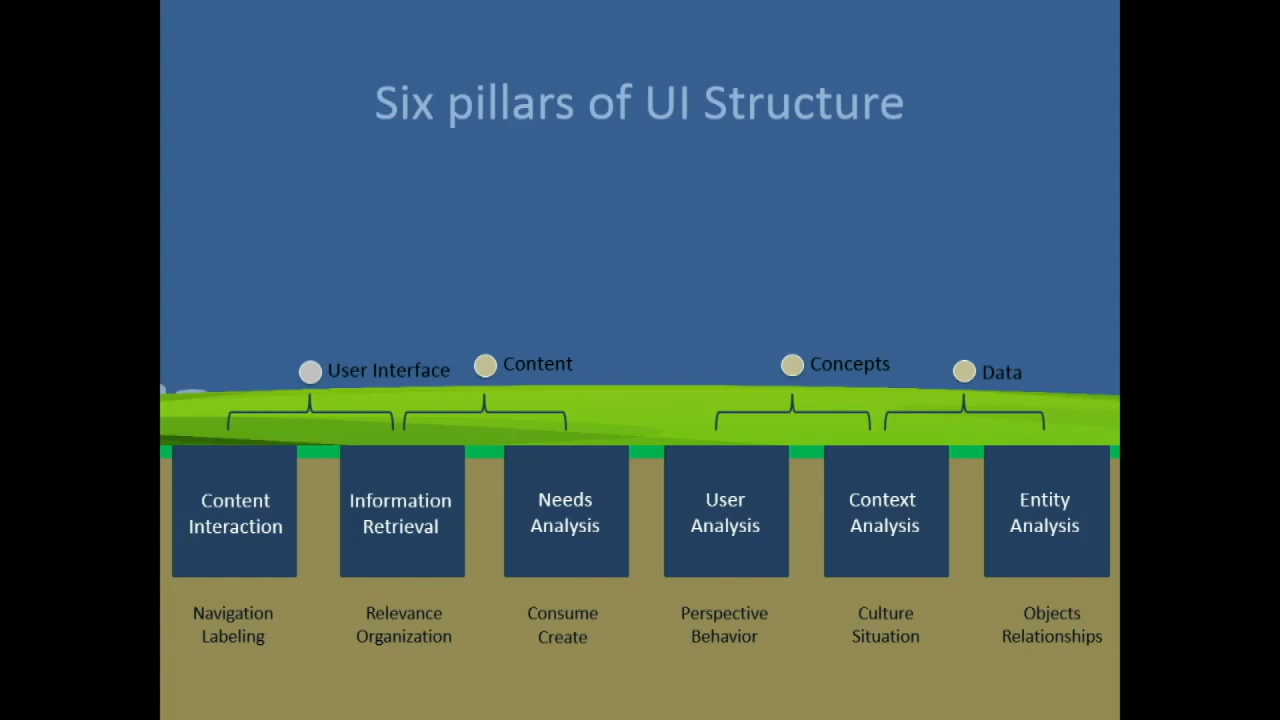 Six pillars of UI Structure
User Interface
Content
Concepts
Data
Content
Interaction
Information
Retrieval
Needs
Analysis
User
Analysis
Context
Analysis
Entity
Analysis
Navigation
Labeling
Relevance
Organization
Consume
Create
Perspective
Behavior
Culture
Situation
Objects
Relationships